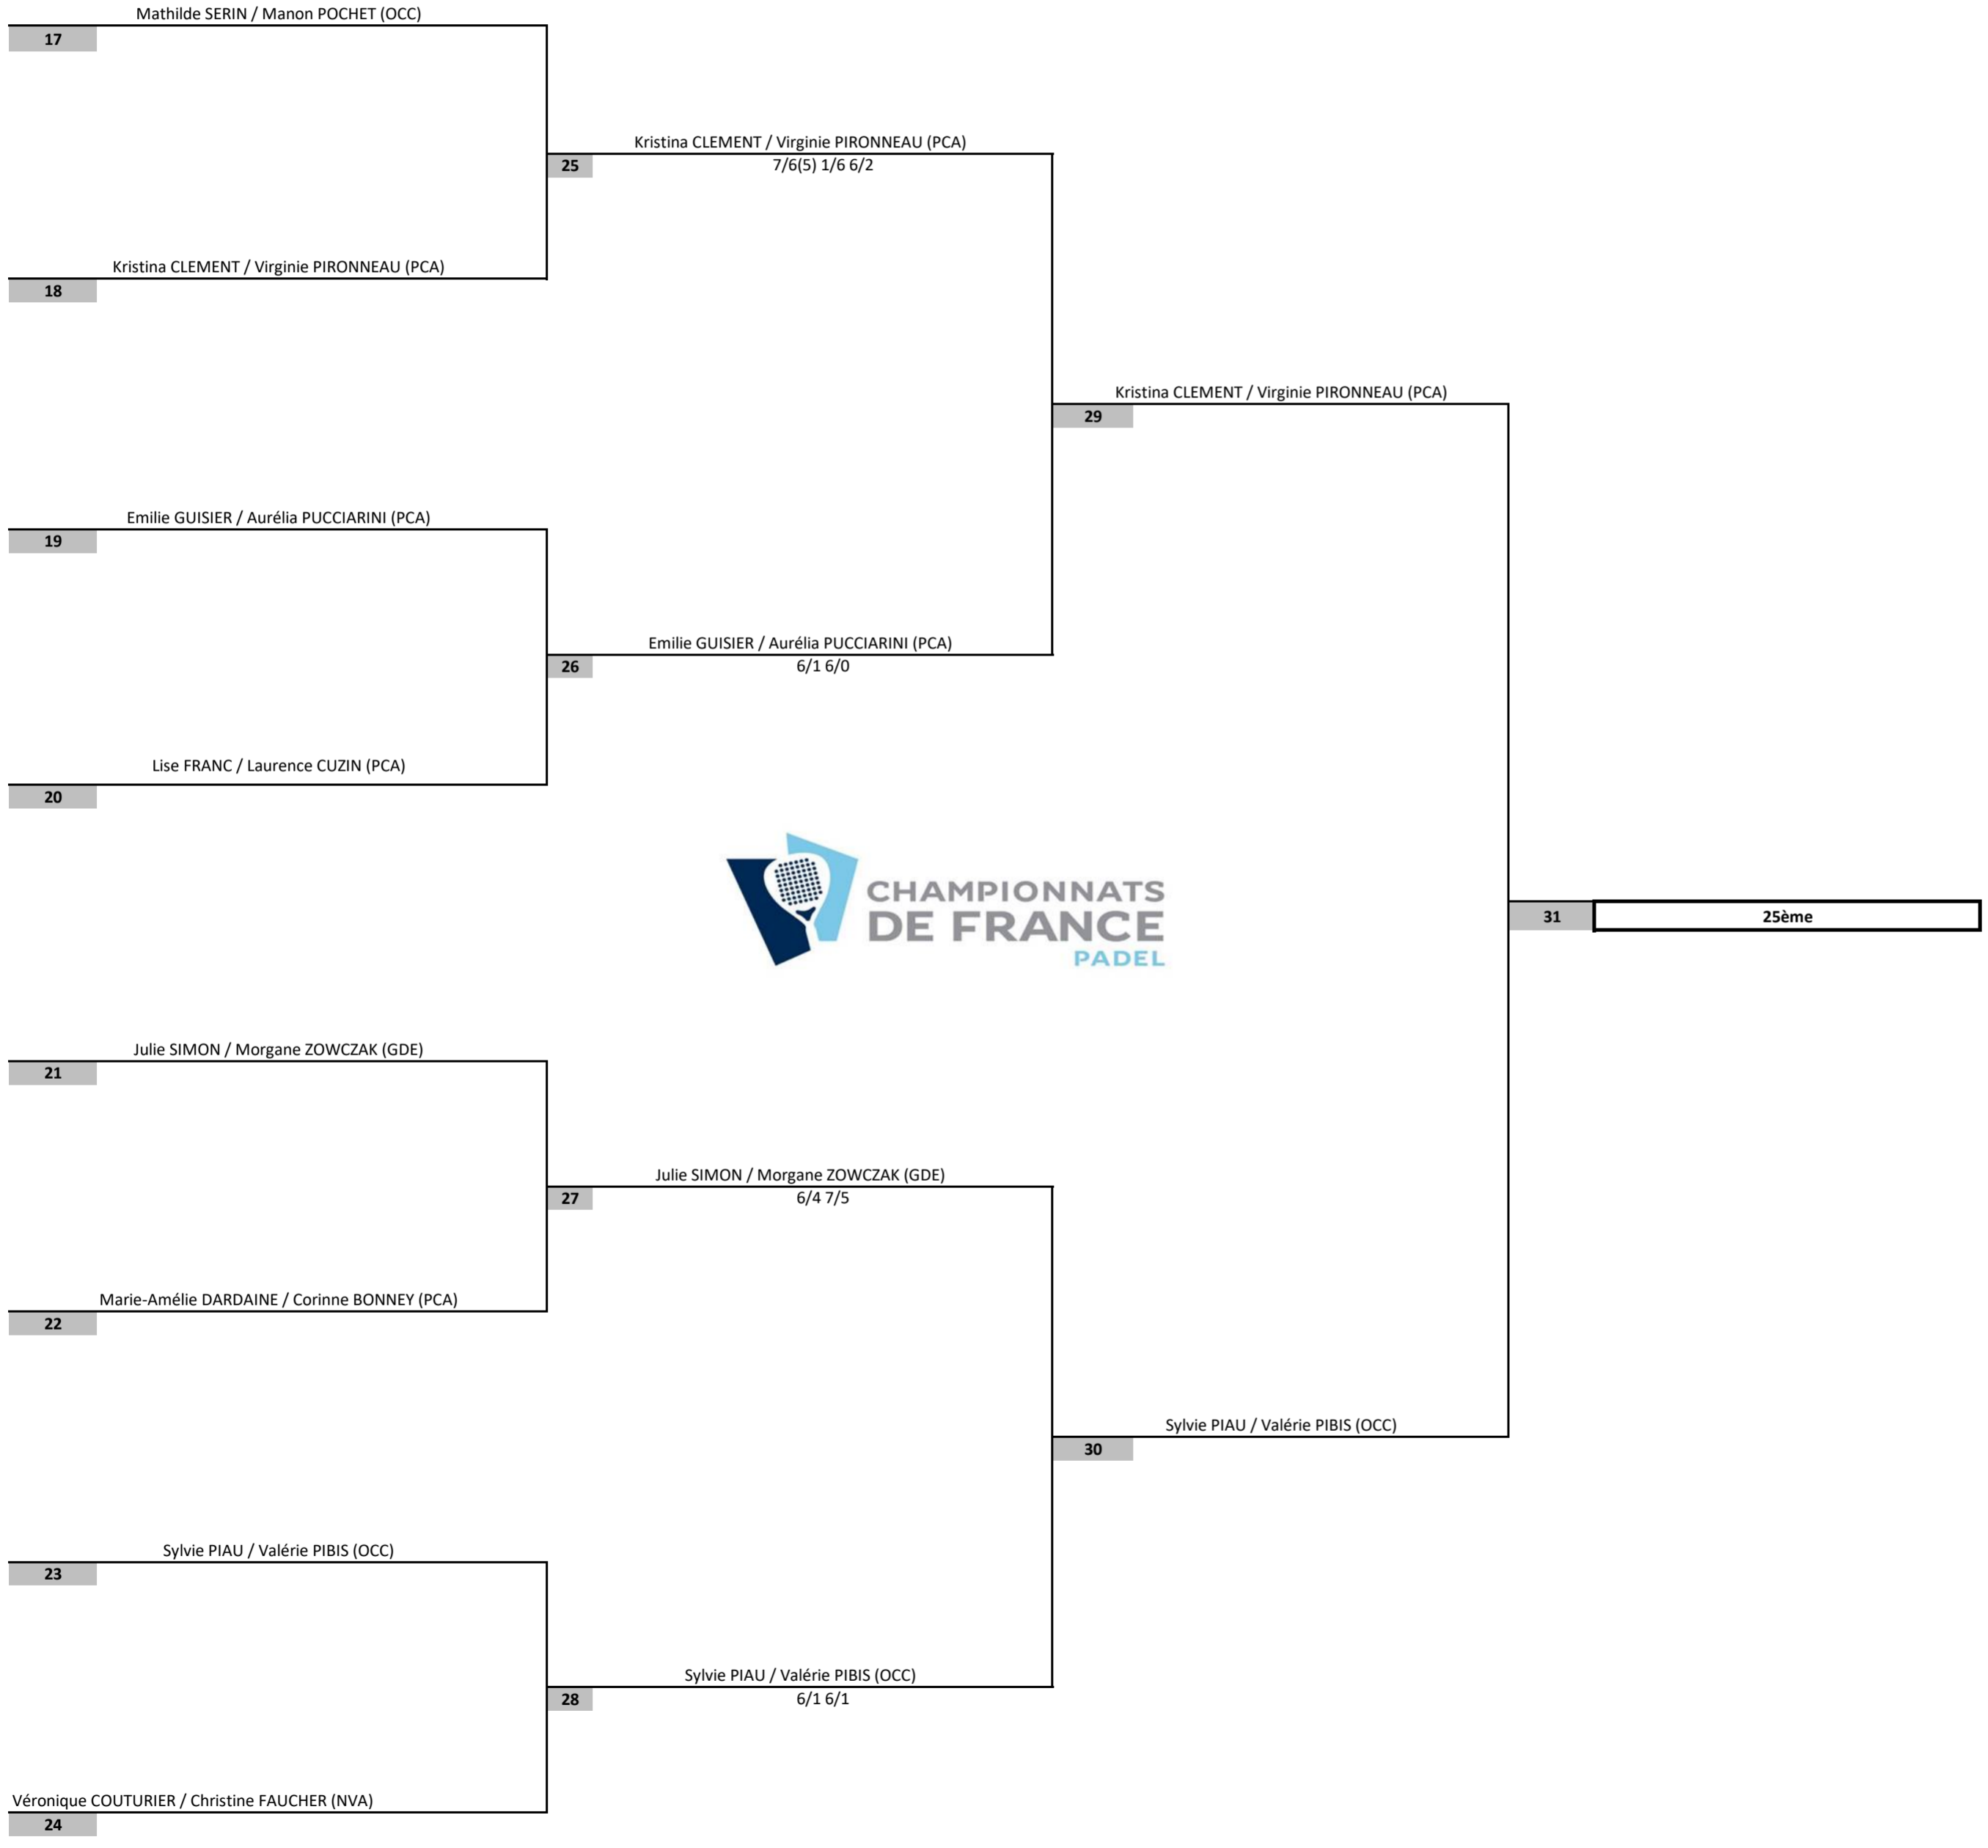 Mathilde SERIN / Manon POCHET (OCC)
17
Kristina CLEMENT / Virginie PIRONNEAU (PCA)
25
7/6(5) 1/6 6/2
Kristina CLEMENT / Virginie PIRONNEAU (PCA)
18
Kristina CLEMENT / Virginie PIRONNEAU (PCA)
29
Emilie GUISIER / Aurélia PUCCIARINI (PCA)
19
Emilie GUISIER / Aurélia PUCCIARINI (PCA)
26
6/1 6/0
Lise FRANC / Laurence CUZIN (PCA)
20
CHAMPIONNATS
DE FRANCE
PADEL
31
25ème
Julie SIMON / Morgane ZOWCZAK (GDE)
21
Julie SIMON / Morgane ZOWCZAK (GDE)
27
6/4 7/5
Marie-Amélie DARDAINE / Corinne BONNEY (PCA)
22
Sylvie PIAU / Valérie PIBIS (OCC)
30
Sylvie PIAU / Valérie PIBIS (OCC)
23
Sylvie PIAU / Valérie PIBIS (OCC)
28
6/1 6/1
Véronique COUTURIER / Christine FAUCHER (NVA)
24